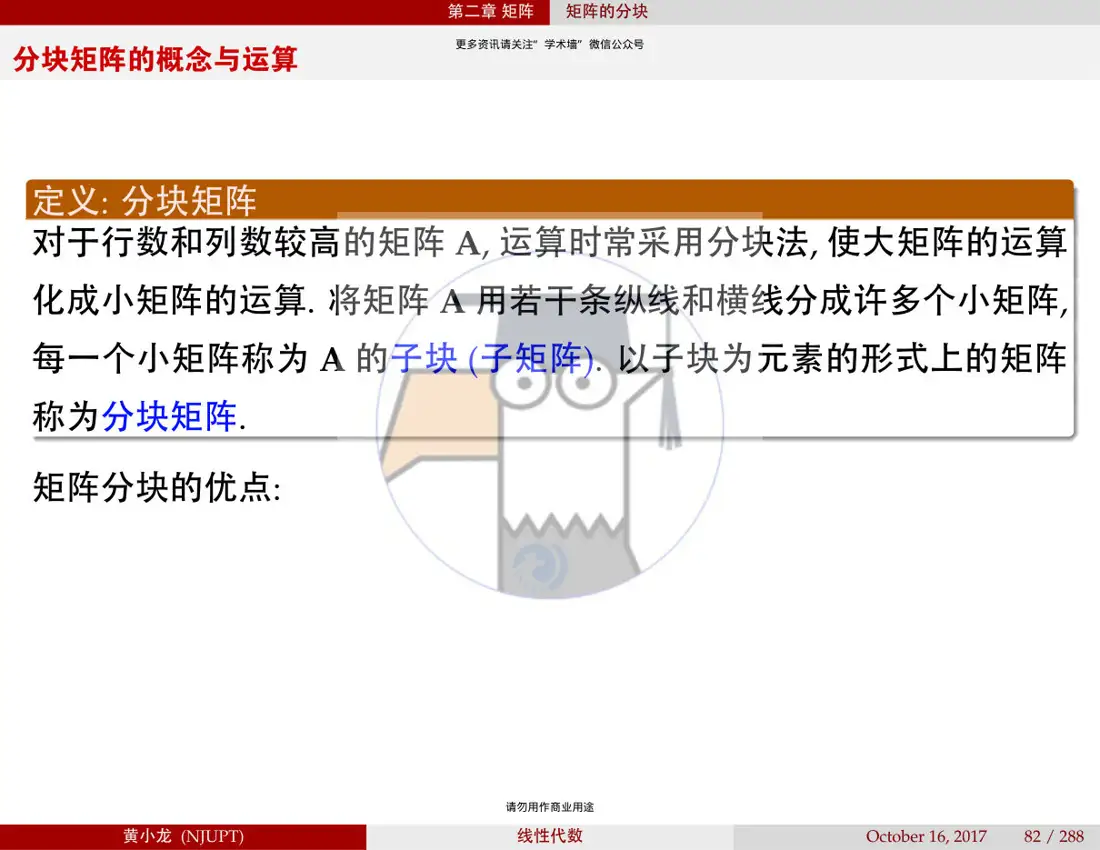 第二章 矩阵 矩阵的分块
更多资讯请关注“学术墙”微信公众号
分块矩阵的概念与运算
定义: 分块矩阵
对于行数和列数较高的矩阵 A, 运算时常采用分块法, 使大矩阵的运算
化成小矩阵的运算. 将矩阵 A 用若干条纵线和横线分成许多个小矩阵,
每一个小矩阵称为 A 的子块 (子矩阵). 以子块为元素的形式上的矩阵
称为分块矩阵.
矩阵分块的优点:
请勿用作商业用途
黄小龙 (NJUPT) 线性代数 October 16, 2017 82 / 288